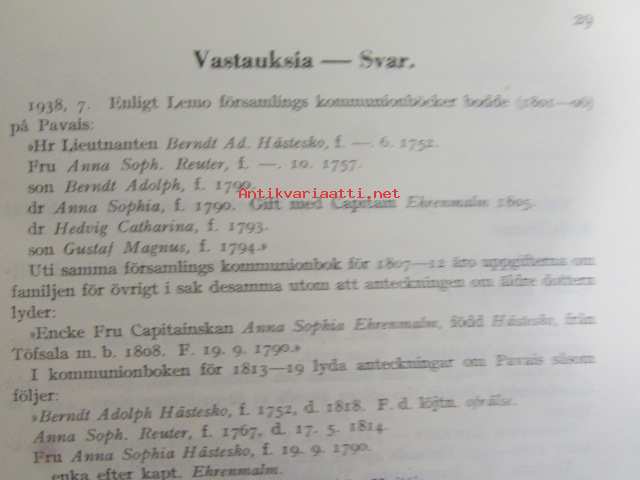 29
Vastauksia — Svar.
1938, 7. Enligt Lemo församlings kommunionböcker bodde (1801—06)
på Pavais:
»Hr Lieutnanten Berndt Ad. Hästesko, f. —. 6. 1752.
Fru Anna Soph. Reuter, f. —. 10. 1757.
son Berndt Adolph, f. 1790.
Antikvariaatti.net
dr Anna Sophia, f. 1790. Gift med Capitain Ehrenmalm 1805.
dr Hedvig Catharina, f. 1793.
son Gustaf Magnus, f. 1794.»
Uti samma församlings kommunionbok för 1807—12 äro uppgifterna om
familjen för övrigt i sak desamma utom att anteckningen om äldre dottern
lyder:
»Encke Fru Capitainskan Anna Sophia Ehrenmalm, född Hästesko, från
Töfsala m. b. 1808. F. 19. 9. 1790.»
I kommunionboken för 1813—19 lyda anteckningar om Pavais såsom
följer:
»Berndt Adolph Hästesko, f. 1752, d. 1818. F. d. löjtn. ofrälse.
Anna Soph. Reuter, f. 1767, d. 17. 5. 1814.
Fru Anna Sophia Hästesko, f. 19. 9. 1790.
enka efter kapt. Ehrenmalm.